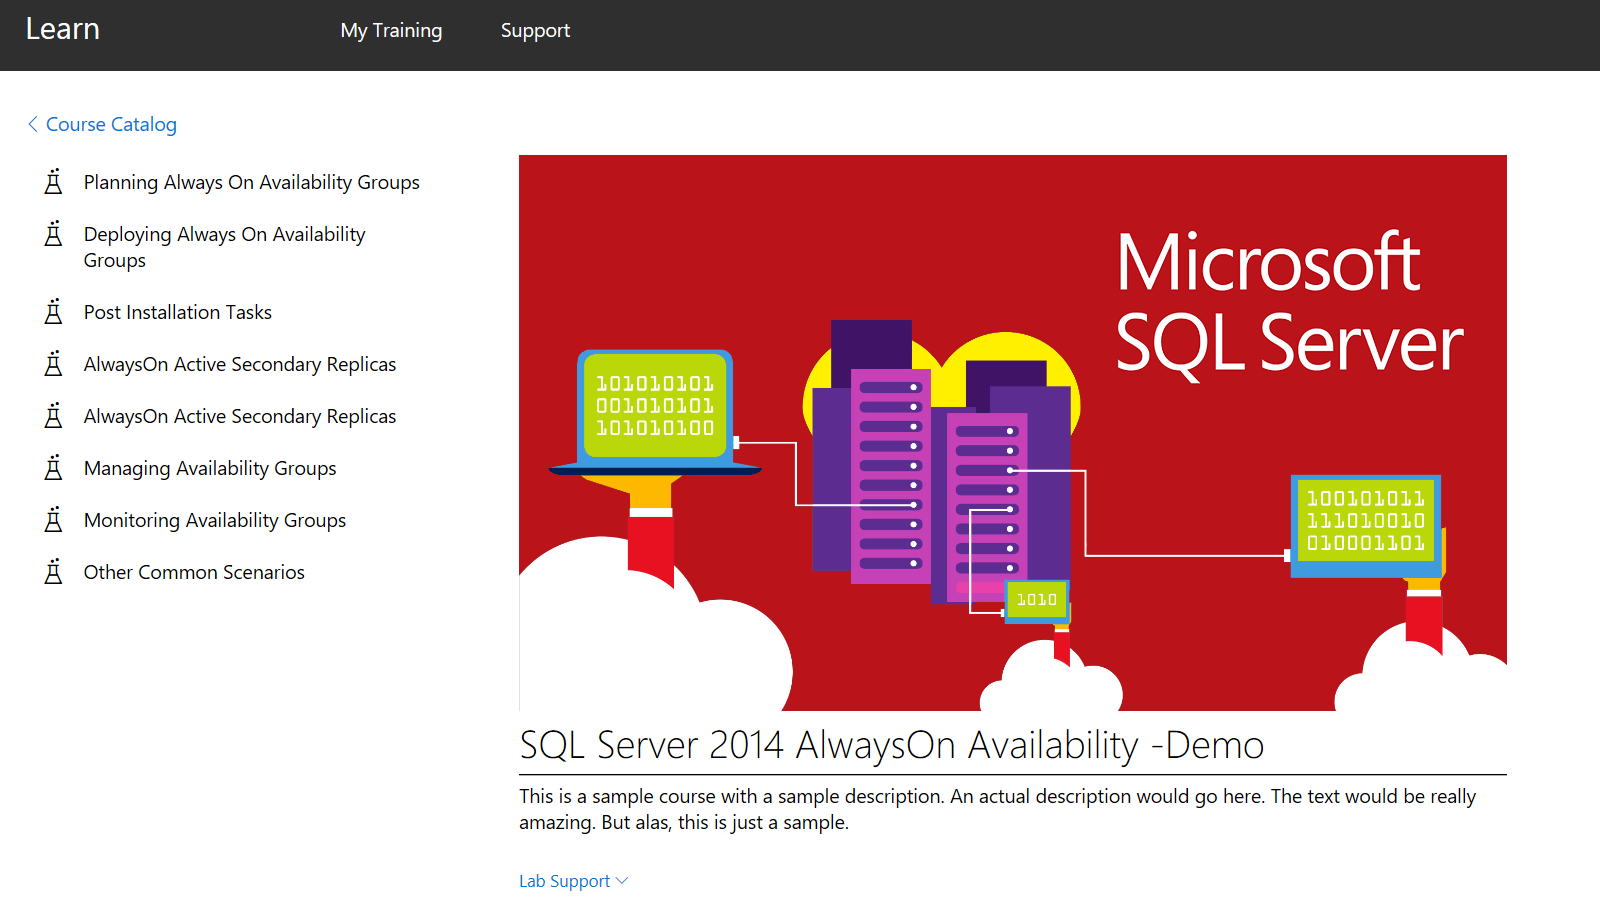 Learn
My Training
Support
Course Catalog
Planning Always On Availability Groups
Deploying Always On Availability
Groups
Post Installation Tasks
AlwaysOn Active Secondary Replicas
AlwaysOn Active Secondary Replicas
Managing Availability Groups
Monitoring Availability Groups
Other Common Scenarios
Microsoft
SQL Server
101010101
001010101
101010100
100101011
111010010
010001101
1010
SQL Server 2014 AlwaysOn Availability -Demo
This is a sample course with a sample description. An actual description would go here. The text would be really
amazing. But alas, this is just a sample.
Lab Support